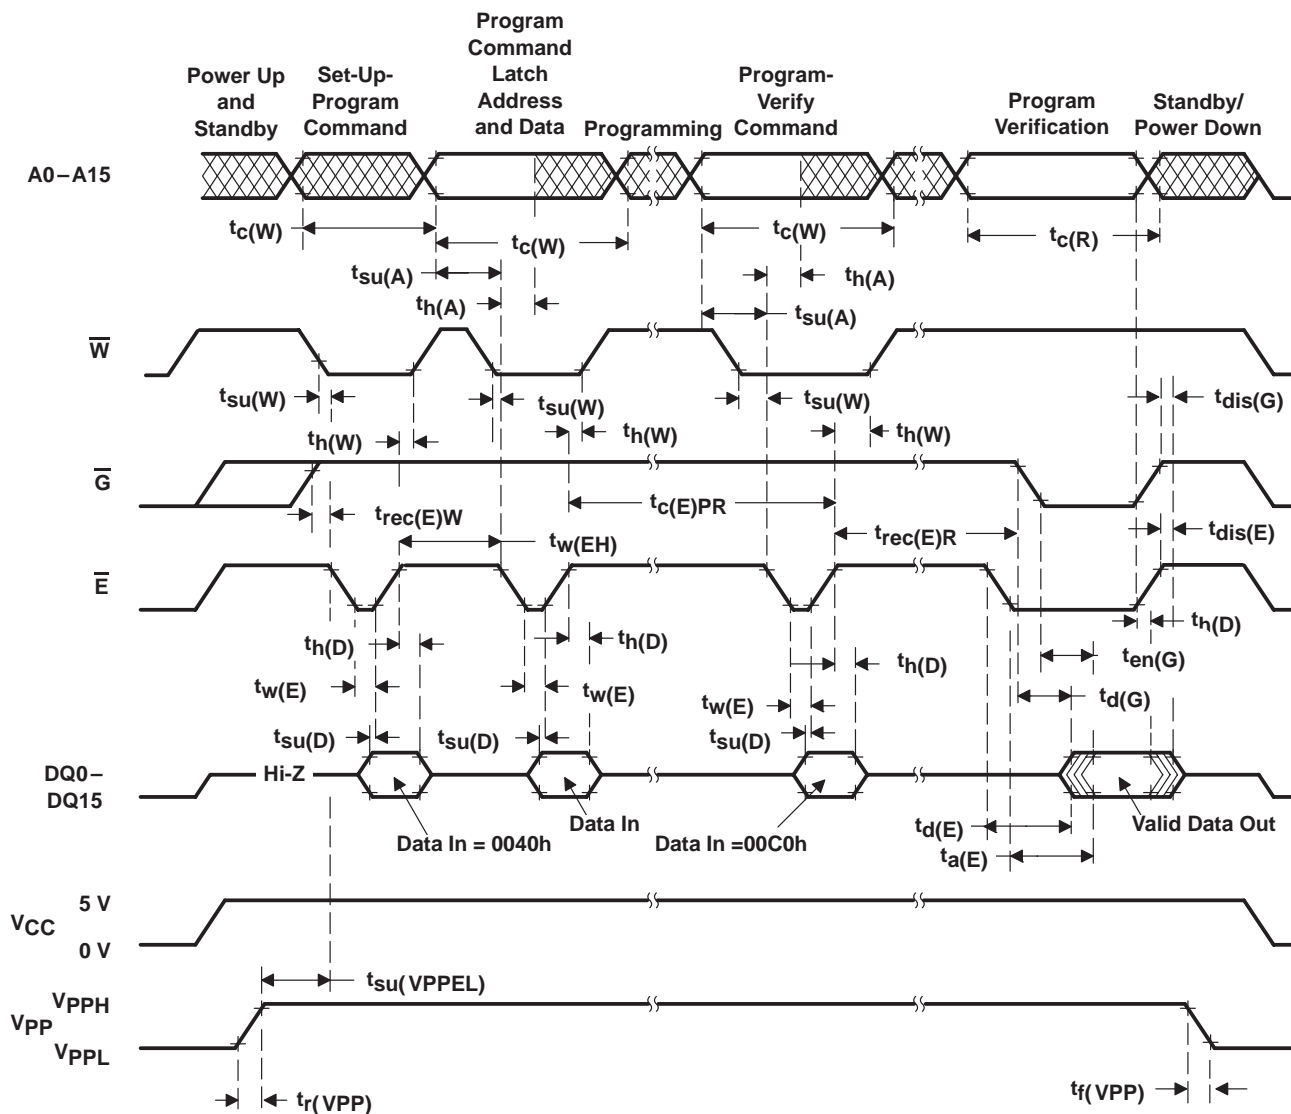 Power Up
and
Standby
Set-Up-
Program
Command
Program
Command
Latch
Address
and Data
Programming
Program-
Verify
Command
Program
Verification
Standby/
Power Down
A0–A15
tc(W)
tc(W)
tc(W)
tc(R)
tsu(A)
th(A)
th(A)
tsu(A)
W
tsu(W)
tsu(W)
tsu(W)
tdis(G)
th(W)
th(W)
th(W)
G
trec(E)W
tc(E)PR
trec(E)R
tdis(E)
tw(EH)
E
th(D)
th(D)
th(D)
th(D)
ten(G)
tw(E)
tw(E)
tw(E)
td(G)
tsu(D)
tsu(D)
tsu(D)
DQ0–
DQ15
Hi-Z
Data In = 0040h
Data In
Data In =00C0h
Valid Data Out
td(E)
ta(E)
VCC
5 V
0 V
tsu(VPPEL)
VPPH
VPP
VPPL
tr(VPP)
tf(VPP)